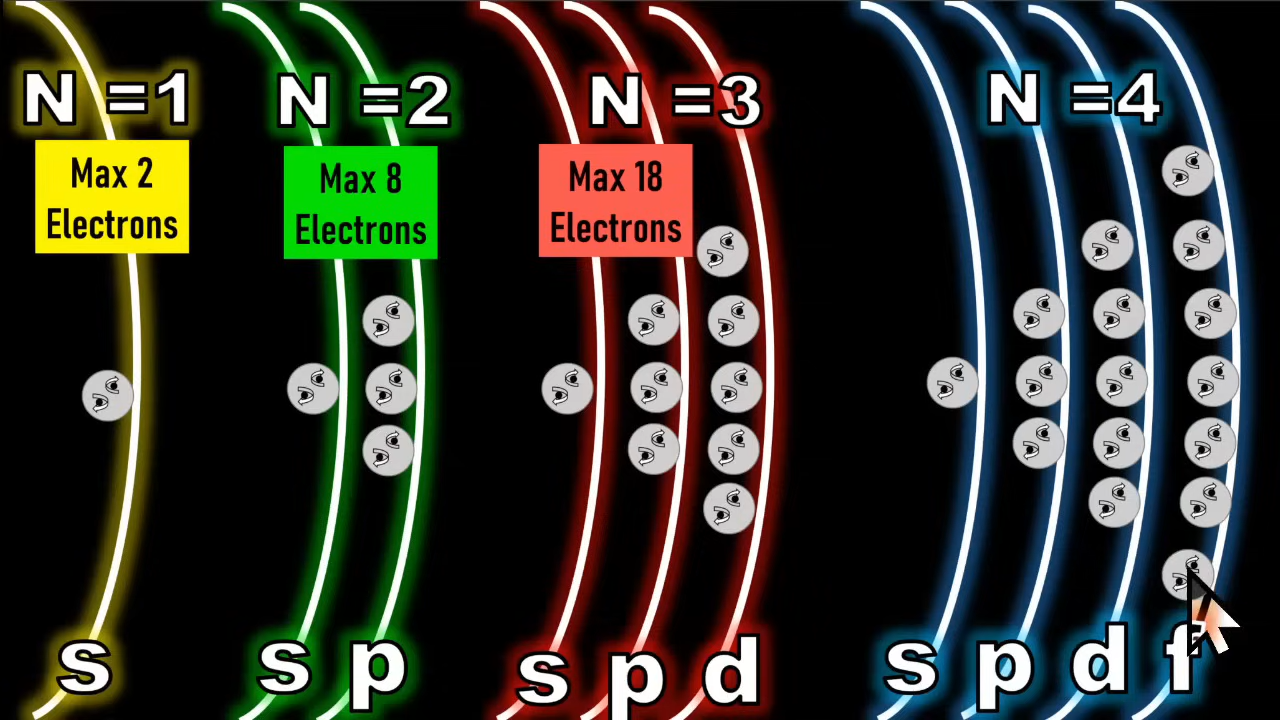 N =1
N =2
N =3
N =4
Max 2
Electrons
Max 8
Electrons
Max 18
Electrons
s
s p
s p d
s p d f